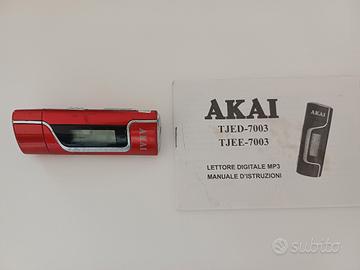 AKAI
AKAI
TJED-7003
TJEE-7003
LETTORE DIGITALE MP3
MANUALE D'ISTRUZIONI
subito